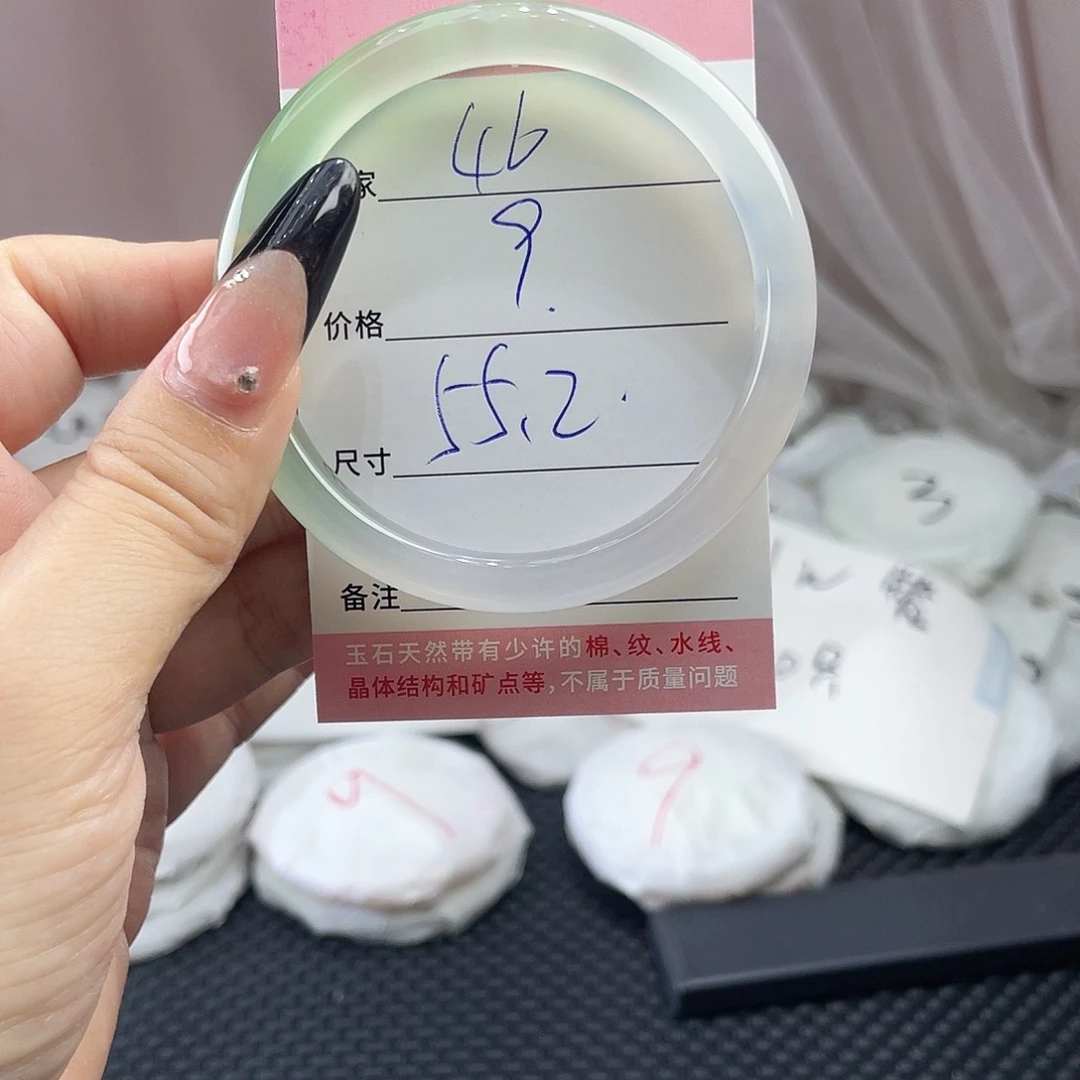 家 46
9.
价格
尺寸 55.2.
备注
玉石天然带有少许的棉、纹、水线、
晶体结构和矿点等,不属于质量问题
3
9